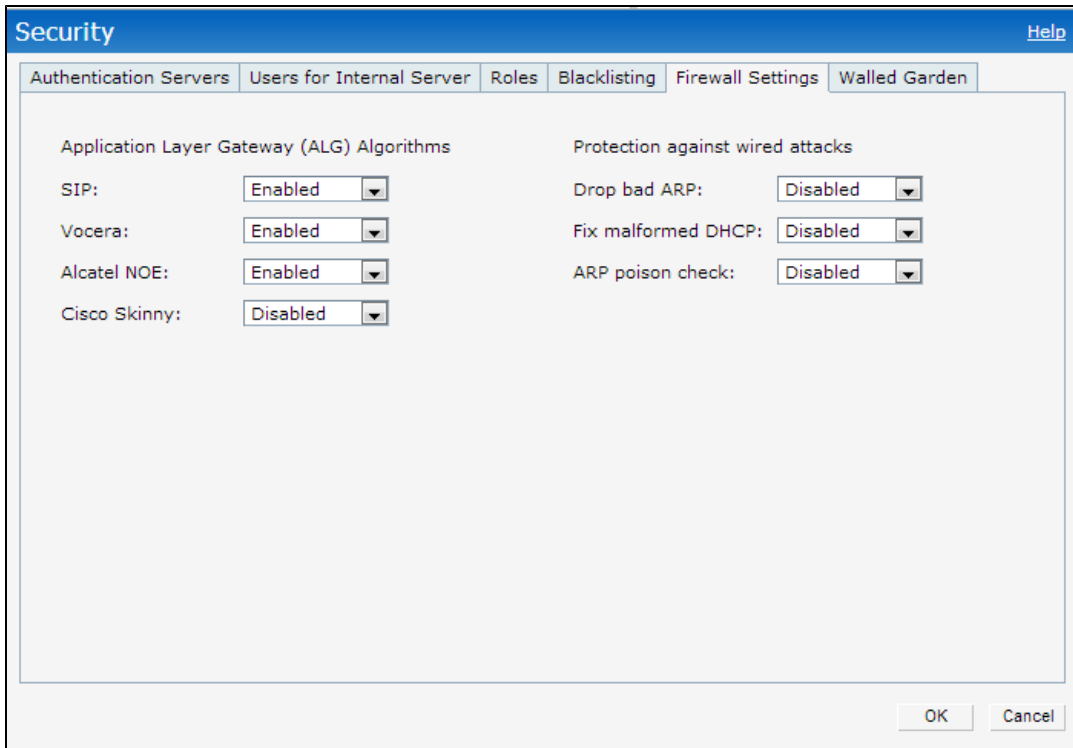 Security
Help
Authentication Servers
Users for Internal Server
Roles
Blacklisting
Firewall Settings
Walled Garden
Application Layer Gateway (ALG) Algorithms
SIP: Enabled
Vocera: Enabled
Alcatel NOE: Enabled
Cisco Skinny: Disabled
Protection against wired attacks
Drop bad ARP: Disabled
Fix malformed DHCP: Disabled
ARP poison check: Disabled
OK
Cancel